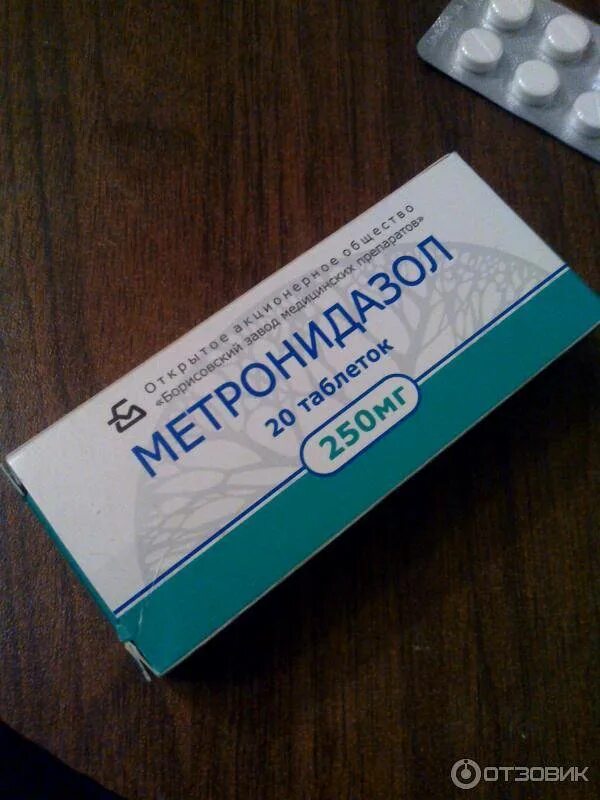 Открытое акционерное общество
«Борисовский завод медицинских препаратов»
МЕТРОНИДАЗОЛ
20 таблеток
250мг
ОТЗОВИК